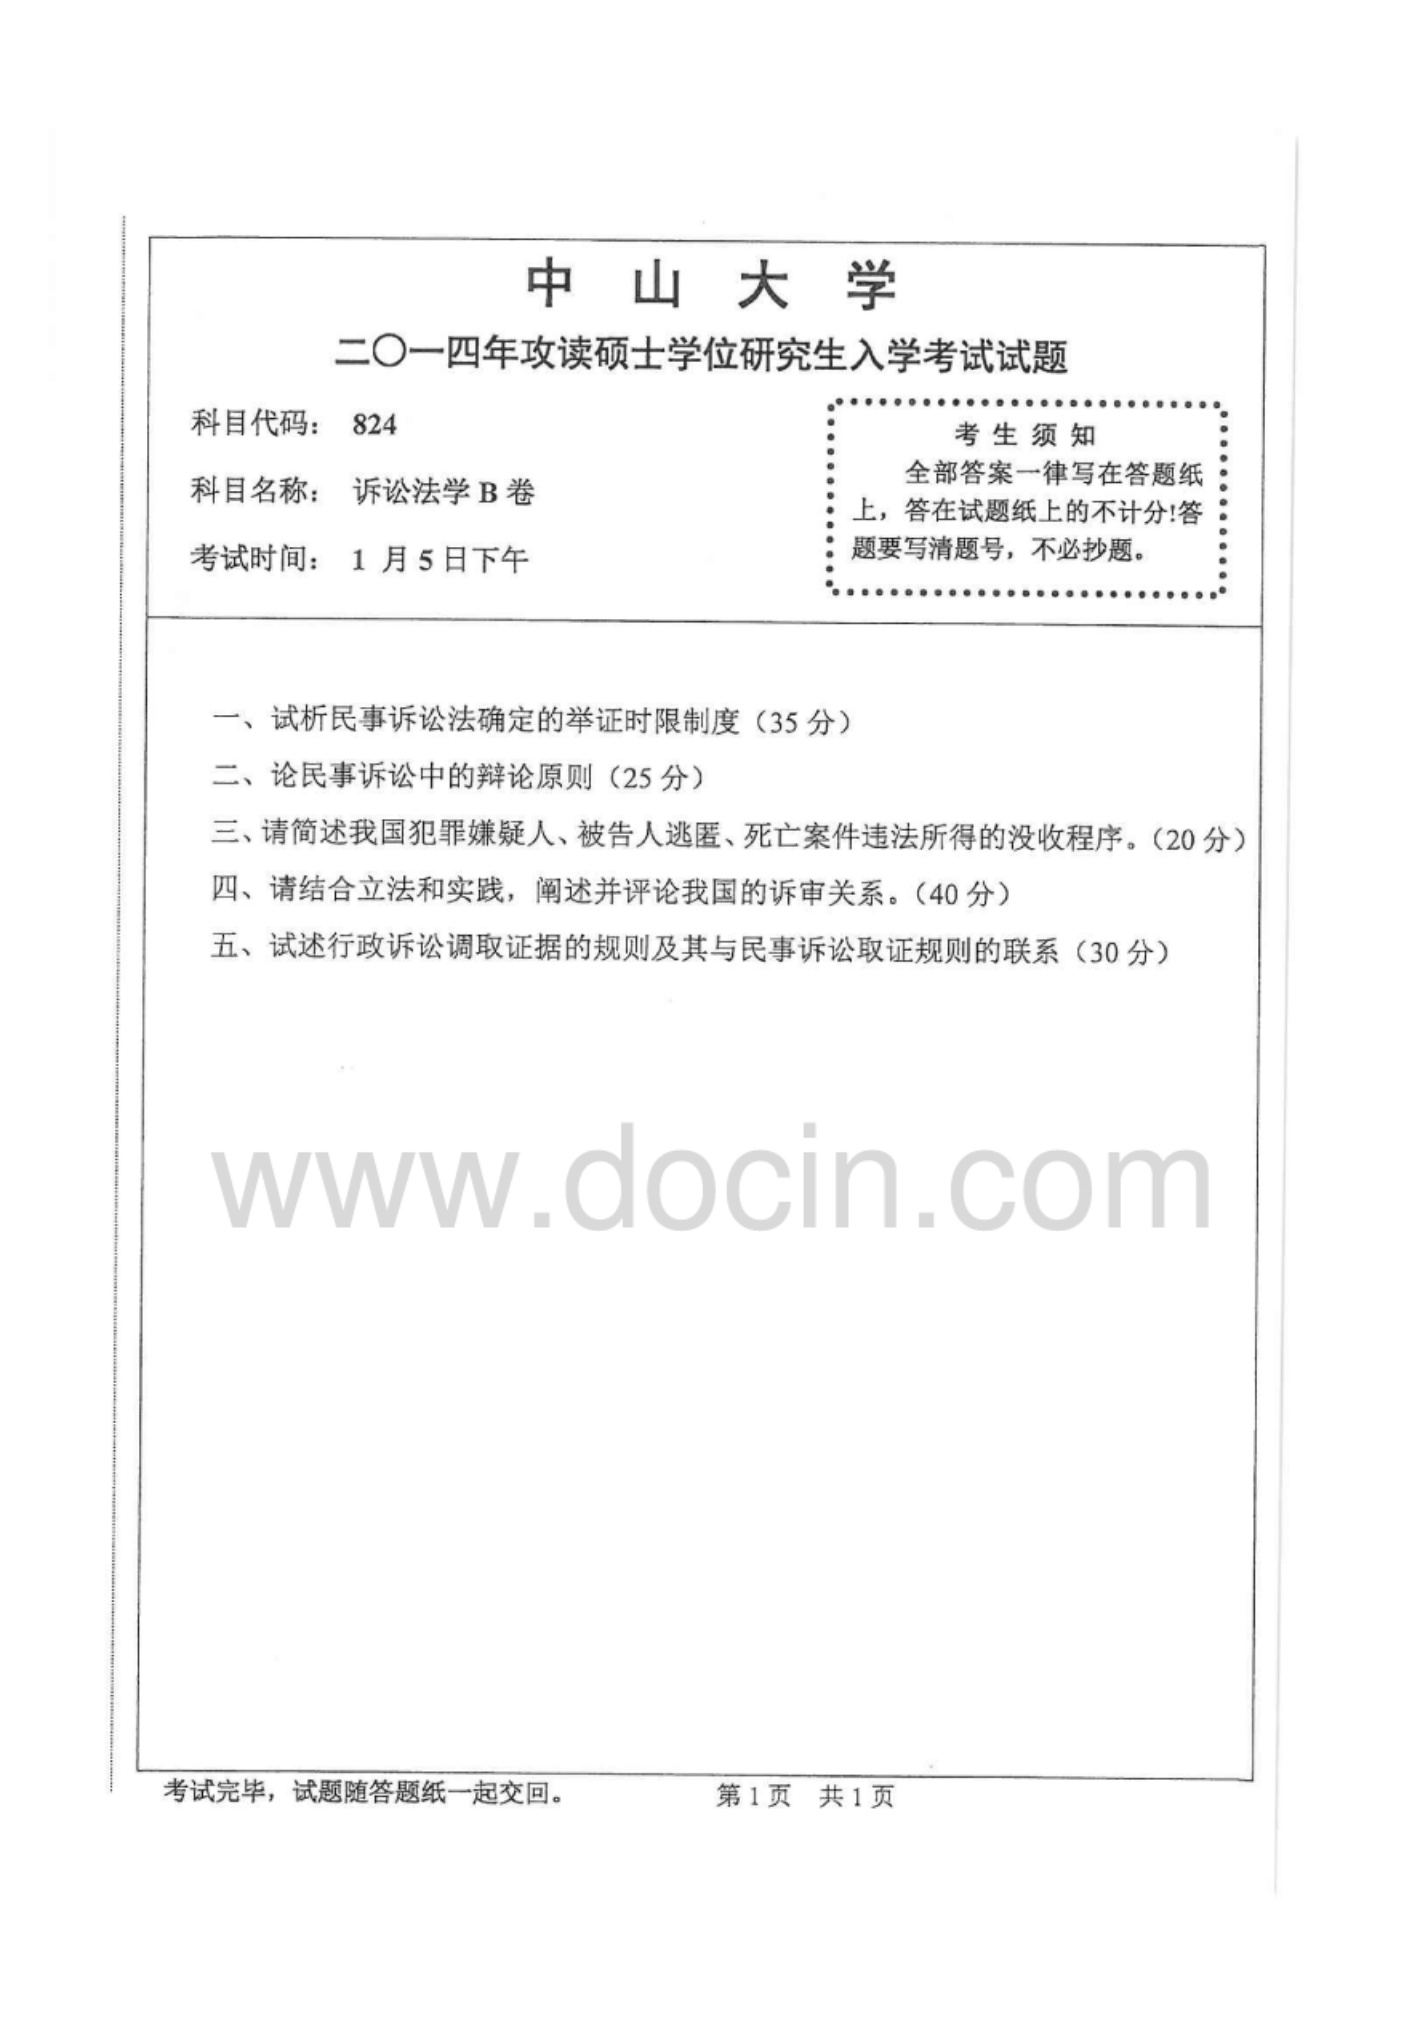 中 山 大 学
二〇一四年攻读硕士学位研究生入学考试试题
科目代码： 824
科目名称： 诉讼法学 B 卷
考试时间： 1 月 5 日下午
考 生 须 知
全部答案一律写在答题纸
上，答在试题纸上的不计分!答
题要写清题号，不必抄题。
一、试析民事诉讼法确定的举证时限制度（35 分）
二、论民事诉讼中的辩论原则（25 分）
三、请简述我国犯罪嫌疑人、被告人逃匿、死亡案件违法所得的没收程序。（20 分）
四、请结合立法和实践，阐述并评论我国的诉审关系。（40 分）
五、试述行政诉讼调取证据的规则及其与民事诉讼取证规则的联系（30 分）
www.docin.com
考试完毕，试题随答题纸一起交回。 第 1 页 共 1 页